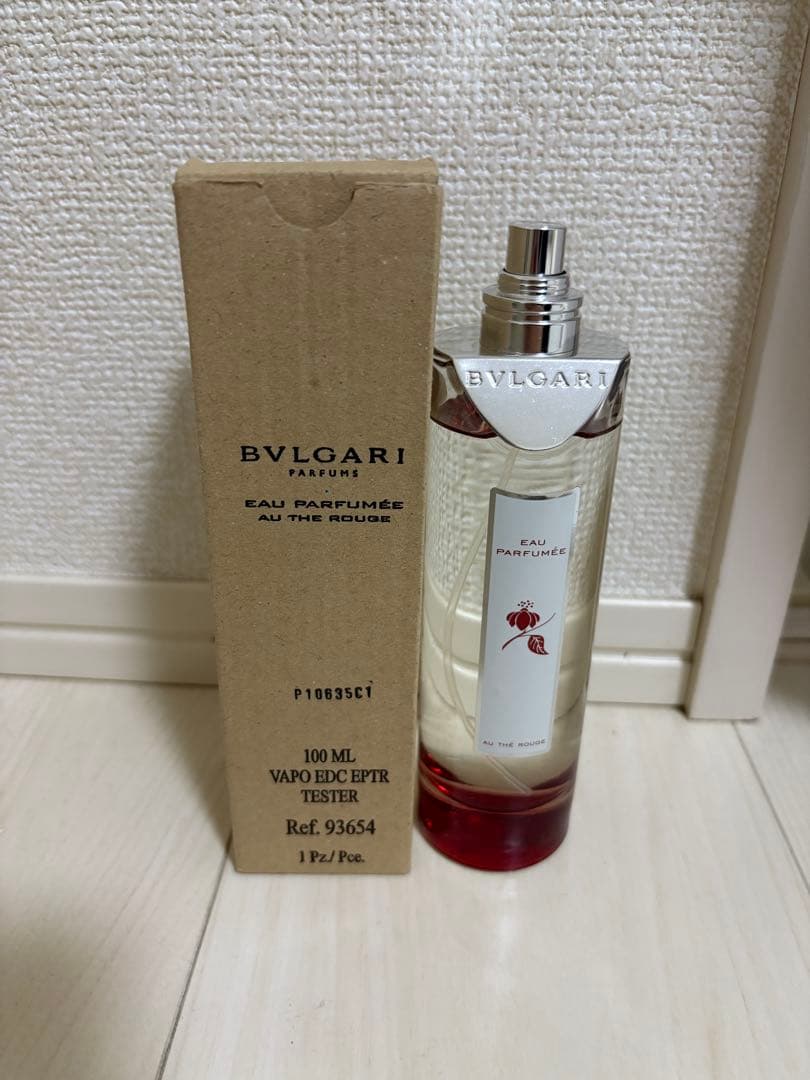 BVLGARI
PARFUMS
EAU PARFUMÉE
AU THE ROUGE
P10635C1
100 ML
VAPO EDC EPTR
TESTER
Ref. 93654
1 Pz./ Pce.
BVLGARI
EAU
PARFUMÉE
AU THÉ ROUGE